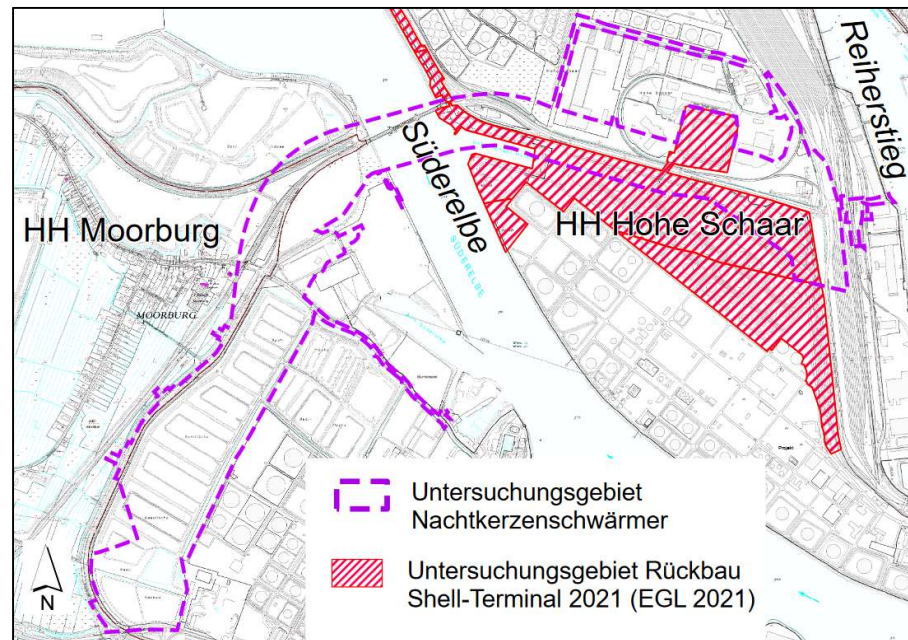 Reiherstieg
Süderelbe
HH Moorburg
HH Hohe Schaar
SÜDERELBE
MOORBURG
Untersuchungsgebiet
Nachtkerzenschwärmer
Untersuchungsgebiet Rückbau
Shell-Terminal 2021 (EGL 2021)
N